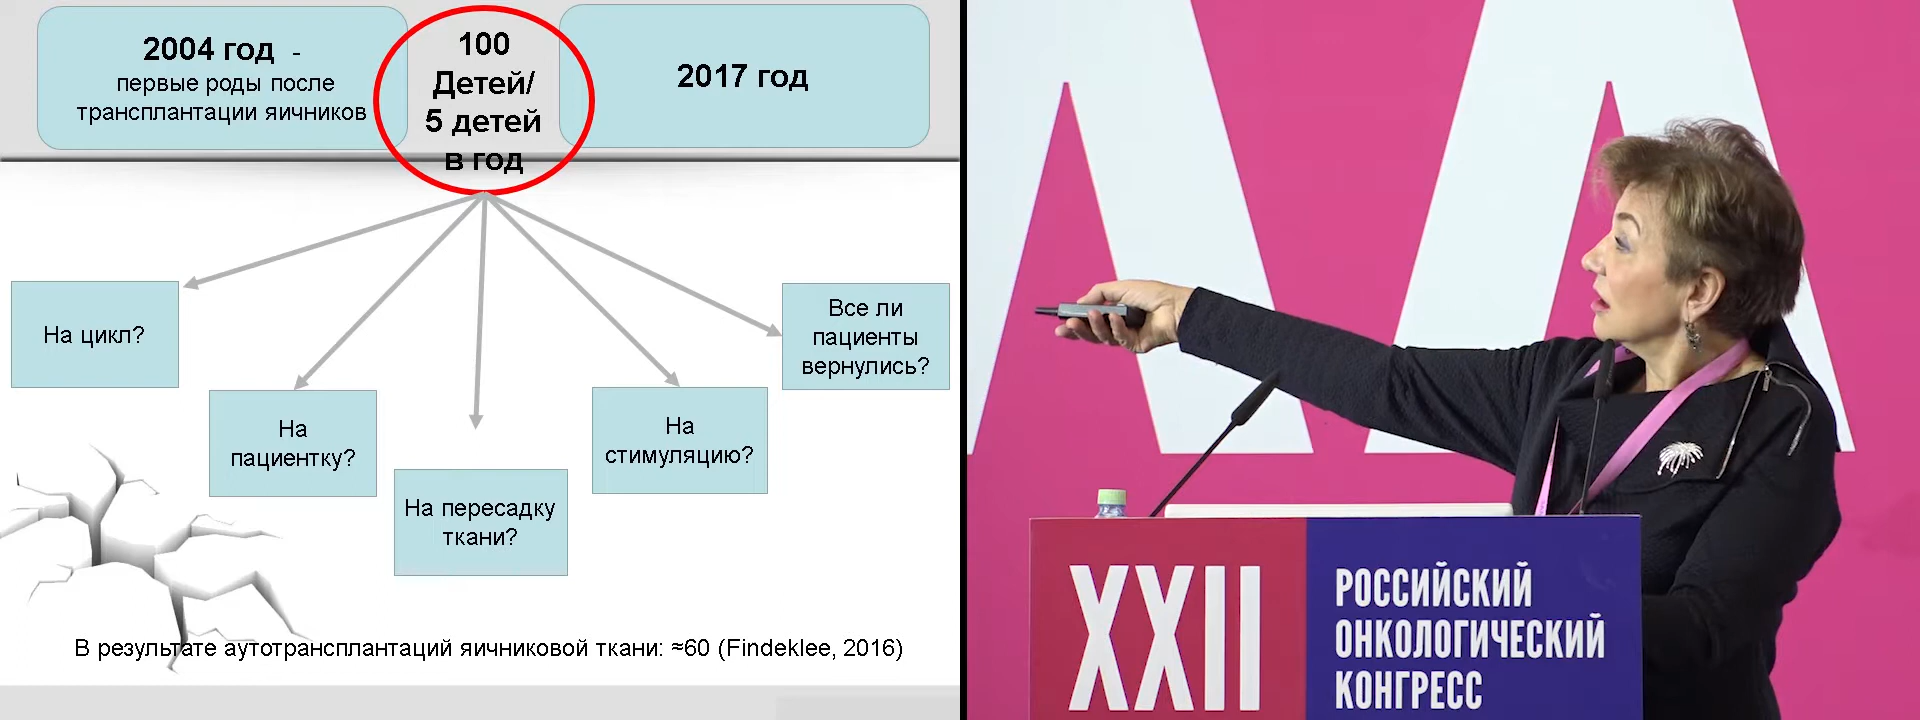 2004 год -
первые роды после
трансплантации яичников
100
Детей/
5 детей
в год
2017 год
На цикл?
На
пациентку?
На пересадку
ткани?
На
стимуляцию?
Все ли
пациенты
вернулись?
В результате аутотрансплантаций яичниковой ткани: ≈60 (Findeklee, 2016)
XXII
РОССИЙСКИЙ
ОНКОЛОГИЧЕСКИЙ
КОНГРЕСС